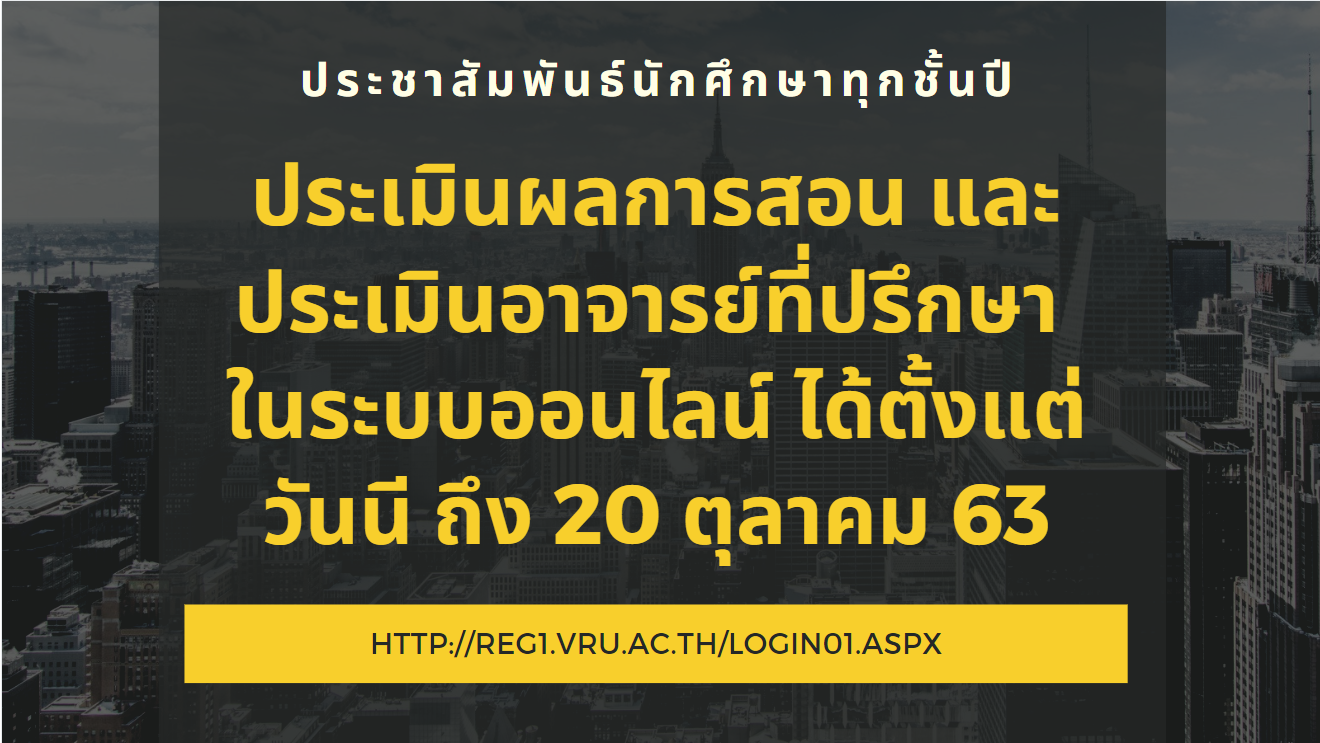 ประชาสัมพันธ์นักศึกษาทุกชั้นปี
ประเมินผลการสอน และ
ประเมินอาจารย์ที่ปรึกษา
ในระบบออนไลน์ ได้ตั้งแต่
วันนี ถึง 20 ตุลาคม 63
HTTP://REG1.VRU.AC.TH/LOGIN01.ASPX